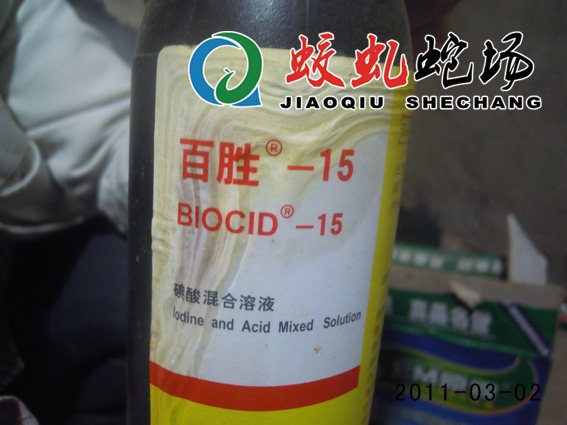 蛟虬蛇场
JIAOQIU SHECHANG
百胜®-15
BIOCID®-15
碘酸混合溶液
Iodine and Acid Mixed Solution
2011-03-02